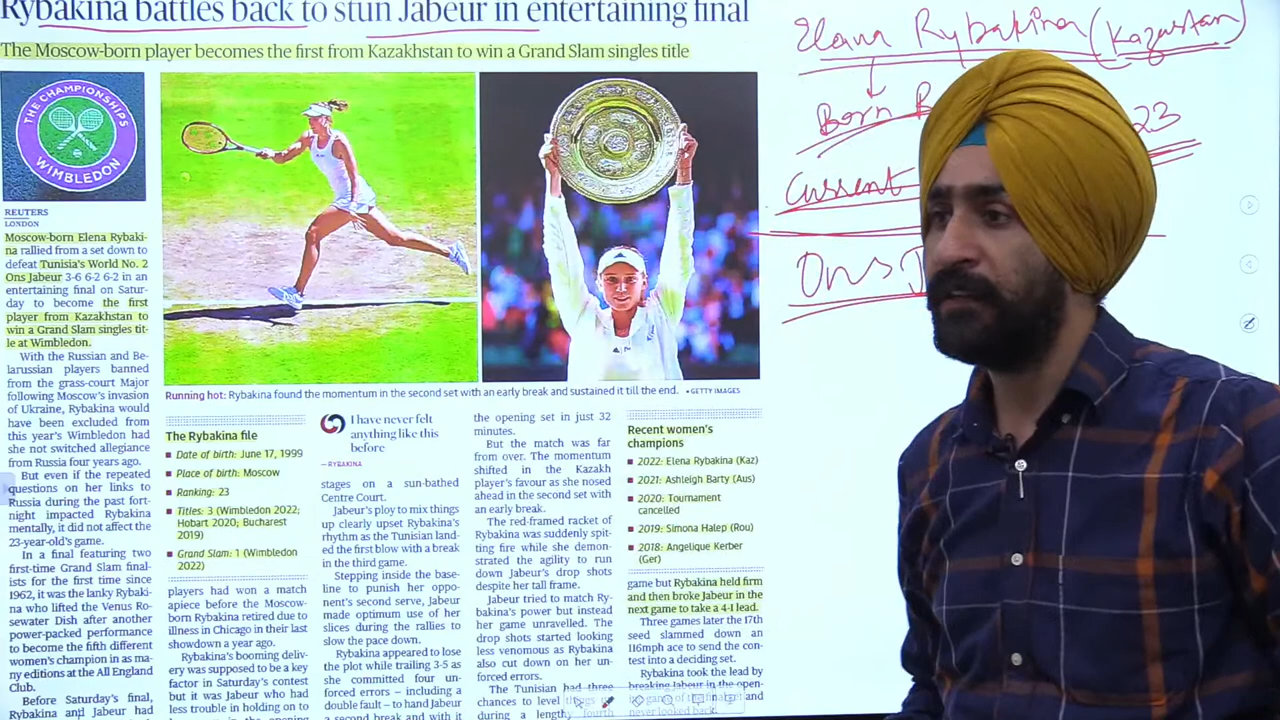 Rybakina battles back to stun Jabeur in entertaining final
The Moscow-born player becomes the first from Kazakhstan to win a Grand Slam singles title
THE CHAMPIONSHIPS
WIMBLEDON
REUTERS
LONDON
Moscow-born Elena Rybaki-
na rallied from a set down to
defeat Tunisia's World No. 2
Ons Jabeur 3-6 6-2 6-2 in an
entertaining final on Satur-
day to become the first
player from Kazakhstan to
win a Grand Slam singles tit-
le at Wimbledon.
With the Russian and Be-
larussian players banned
from the grass-court Major
following Moscow's invasion
of Ukraine, Rybakina would
have been excluded from
this year's Wimbledon had
she not switched allegiance
from Russia four years ago.
But even if the repeated
questions on her links to
Russia during the past fort-
night impacted Rybakina
mentally, it did not affect the
23-year-old's game.
In a final featuring two
first-time Grand Slam final-
ists for the first time since
1962, it was the lanky Rybaki-
na who lifted the Venus Ro-
sewater Dish after another
power-packed performance
to become the fifth different
women's champion in as ma-
ny editions at the All England
Club.
Before Saturday's final,
Rybakina and Jabeur had
Running hot: Rybakina found the momentum in the second set with an early break and sustained it till the end. • GETTY IMAGES
The Rybakina file
Date of birth: June 17, 1999
Place of birth: Moscow
Ranking: 23
Titles: 3 (Wimbledon 2022;
Hobart 2020; Bucharest
2019)
Grand Slam: 1 (Wimbledon
2022)
players had won a match
apiece before the Moscow-
born Rybakina retired due to
illness in Chicago in their last
showdown a year ago.
Rybakina's booming deliv-
ery was supposed to be a key
factor in Saturday's contest
but it was Jabeur who had
less trouble in holding on to
I have never felt
anything like this
before
— RYBAKINA
stages on a sun-bathed
Centre Court.
Jabeur's ploy to mix things
up clearly upset Rybakina's
rhythm as the Tunisian land-
ed the first blow with a break
in the third game.
Stepping inside the base-
line to punish her oppo-
nent's second serve, Jabeur
made optimum use of her
slices during the rallies to
slow the pace down.
Rybakina appeared to lose
the plot while trailing 3-5 as
she committed four unfor-
forced errors – including a
double fault – to hand Jabeur
a second break and with it
the opening set in just 32
minutes.
But the match was far
from over. The momentum
shifted in the Kazakh
player's favour as she nosed
ahead in the second set with
an early break.
The red-framed racket of
Rybakina was suddenly spit-
ting fire while she demon-
strated the agility to run
down Jabeur's drop shots
despite her tall frame.
Jabeur tried to match Ry-
bakina's power but instead
her game unravelled. The
drop shots started looking
less venomous as Rybakina
also cut down on her un-
forced errors.
The Tunisian had three
chances to level things
during a lengthy fourth
Recent women's
champions
2022: Elena Rybakina (Kaz)
2021: Ashleigh Barty (Aus)
2020: Tournament
cancelled
2019: Simona Halep (Rou)
2018: Angelique Kerber
(Ger)
game but Rybakina held firm
and then broke Jabeur in the
next game to take a 4-1 lead.
Three games later the 17th
seed slammed down an
116mph ace to send the con-
test into a deciding set.
Rybakina took the lead by
breaking Jabeur in the open-
ing game of the final set and
never looked back.
Elana Rybakina (Kazastan)
Born
23
Current
Ons J